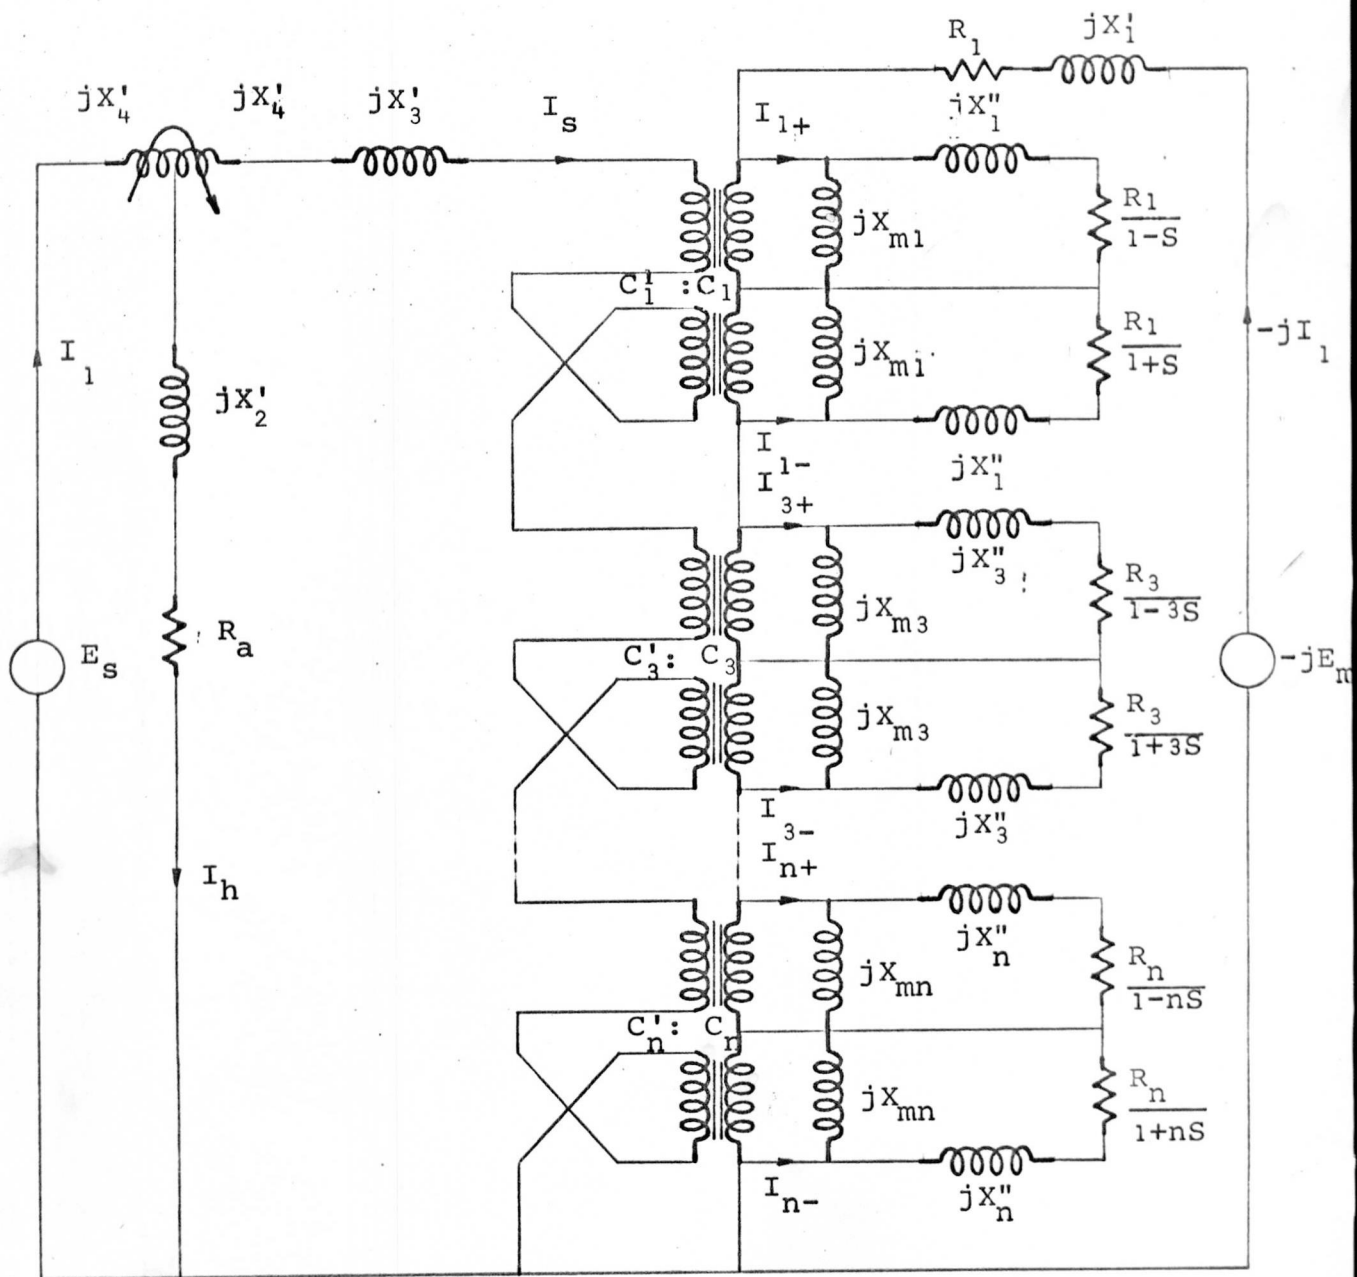 R1 jX'1
jX'4 jX'4 jX'3 Is I1+ jX"1
jXm1 R1/1-S
C'1 :C1
I1 jXm1 R1/1+S -jI1
jX'2
I1- jX"1
I3+
jX"3
Ra jXm3 R3/1-3S
Es C'3: C3 -jEm
jXm3 R3/1+3S
I3- jX"3
In+
Ih
jX"n
jXmn Rn/1-nS
C'n: Cn
jXmn Rn/1+nS
In- jX"n